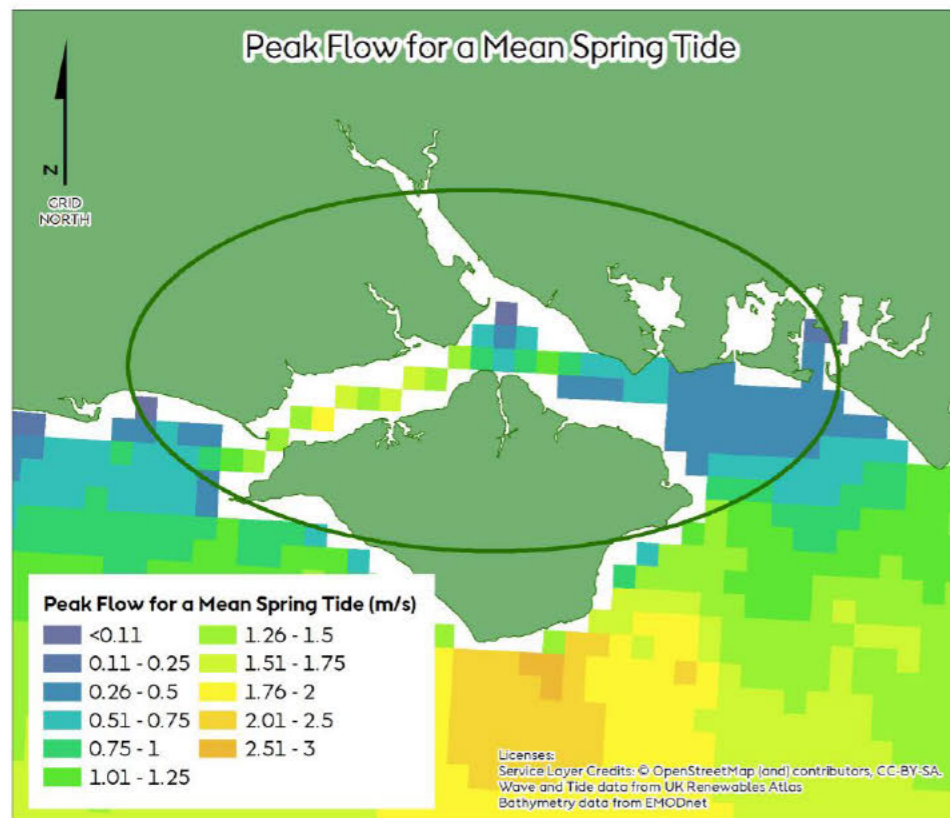 Peak Flow for a Mean Spring Tide
N
GRID
NORTH
Peak Flow for a Mean Spring Tide (m/s)
<0.11
0.11 - 0.25
0.26 - 0.5
0.51 - 0.75
0.75 - 1
1.01 - 1.25
1.26 - 1.5
1.51 - 1.75
1.76 - 2
2.01 - 2.5
2.51 - 3
Licenses:
Service Layer Credits: © OpenStreetMap (and) contributors, CC-BY-SA.
Wave and Tide data from UK Renewables Atlas
Bathymetry data from EMODnet